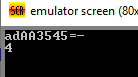 emulator screen (80x
adAA3545=-
4